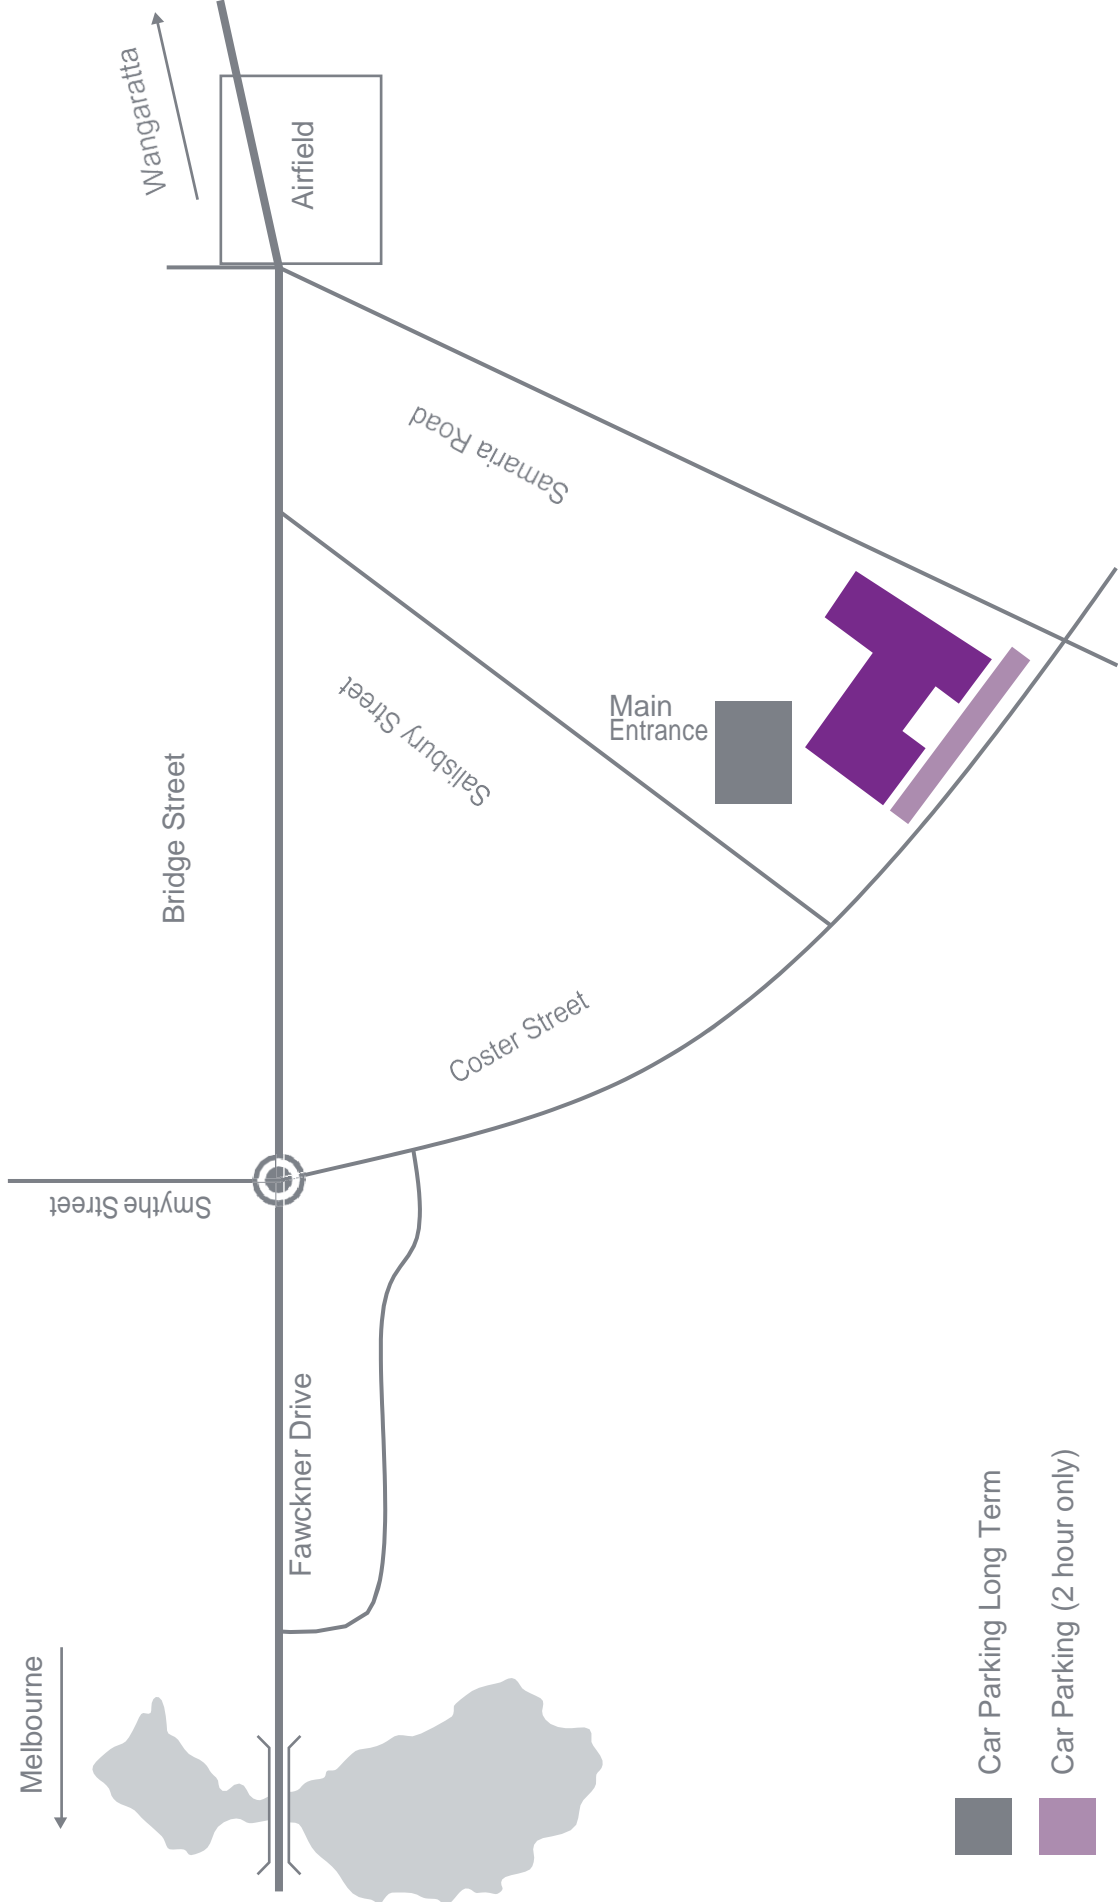 Wangaratta
Airfield
Samaria Road
Salisbury Street
Main
Entrance
Bridge Street
Coster Street
Smythe Street
Fawckner Drive
Melbourne
Car Parking Long Term
Car Parking (2 hour only)